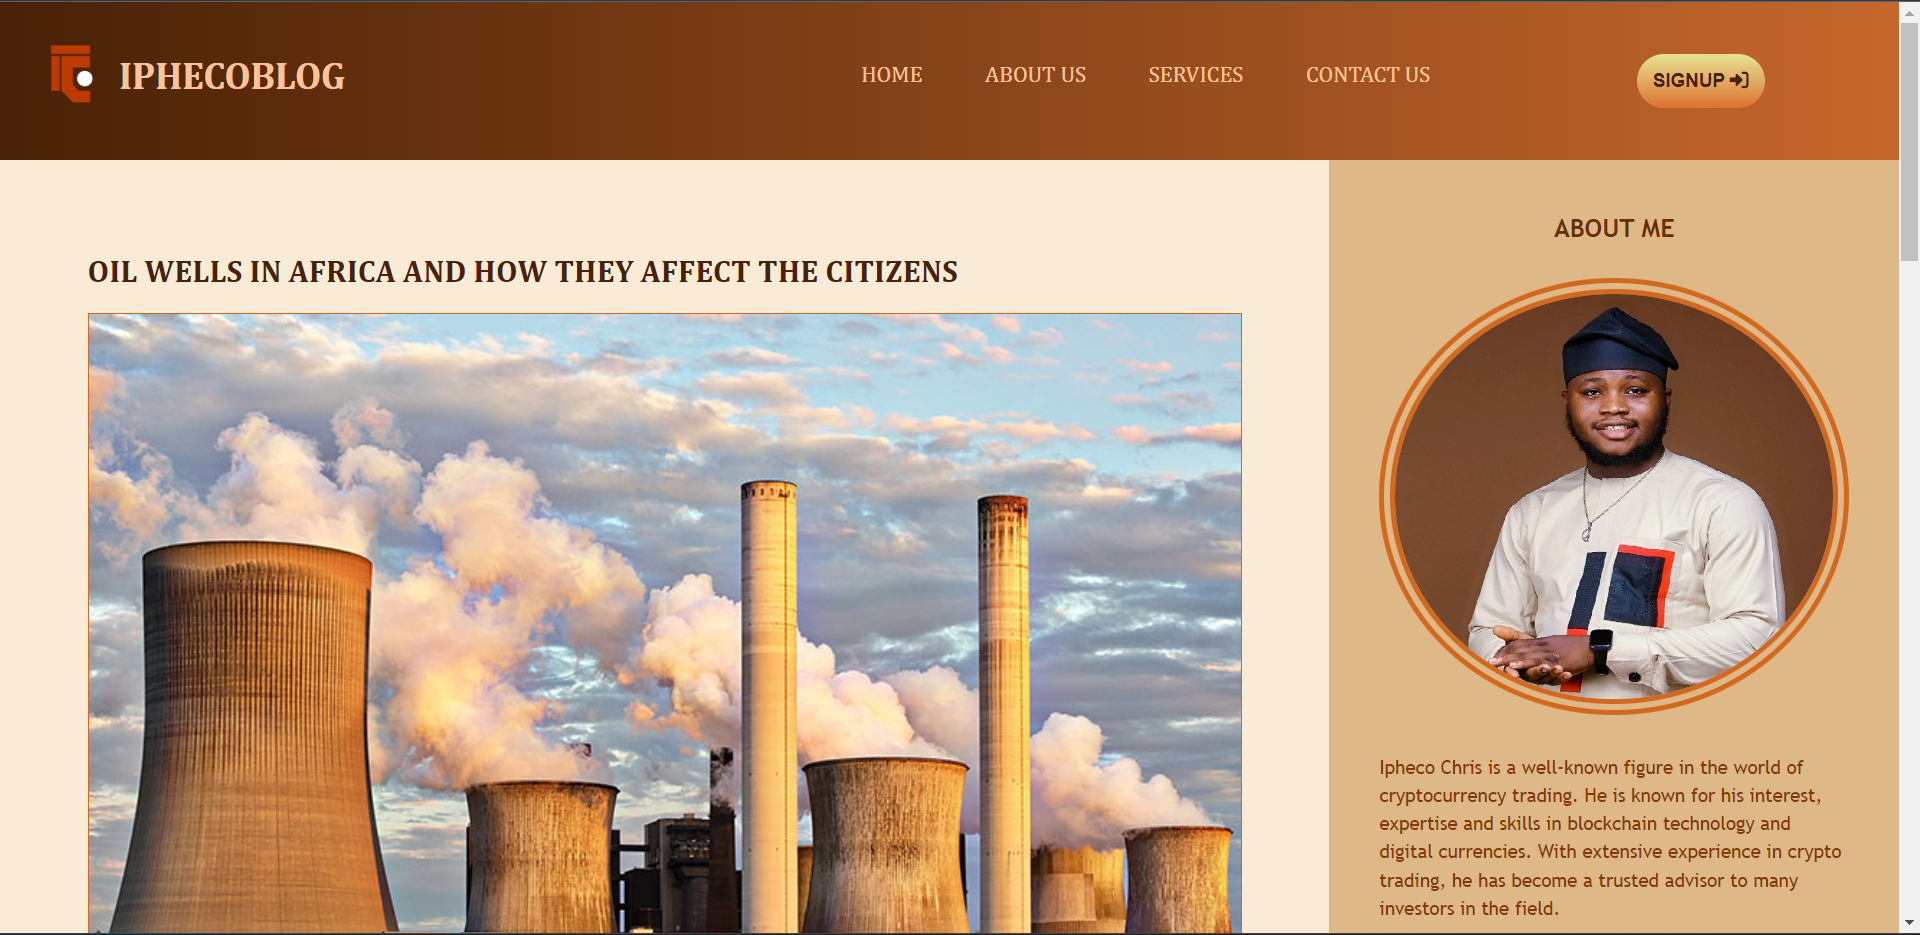 IPHECOBLOG
HOME ABOUT US SERVICES CONTACT US
SIGNUP
OIL WELLS IN AFRICA AND HOW THEY AFFECT THE CITIZENS
ABOUT ME
Ipheco Chris is a well-known figure in the world of
cryptocurrency trading. He is known for his interest,
expertise and skills in blockchain technology and
digital currencies. With extensive experience in crypto
trading, he has become a trusted advisor to many
investors in the field.